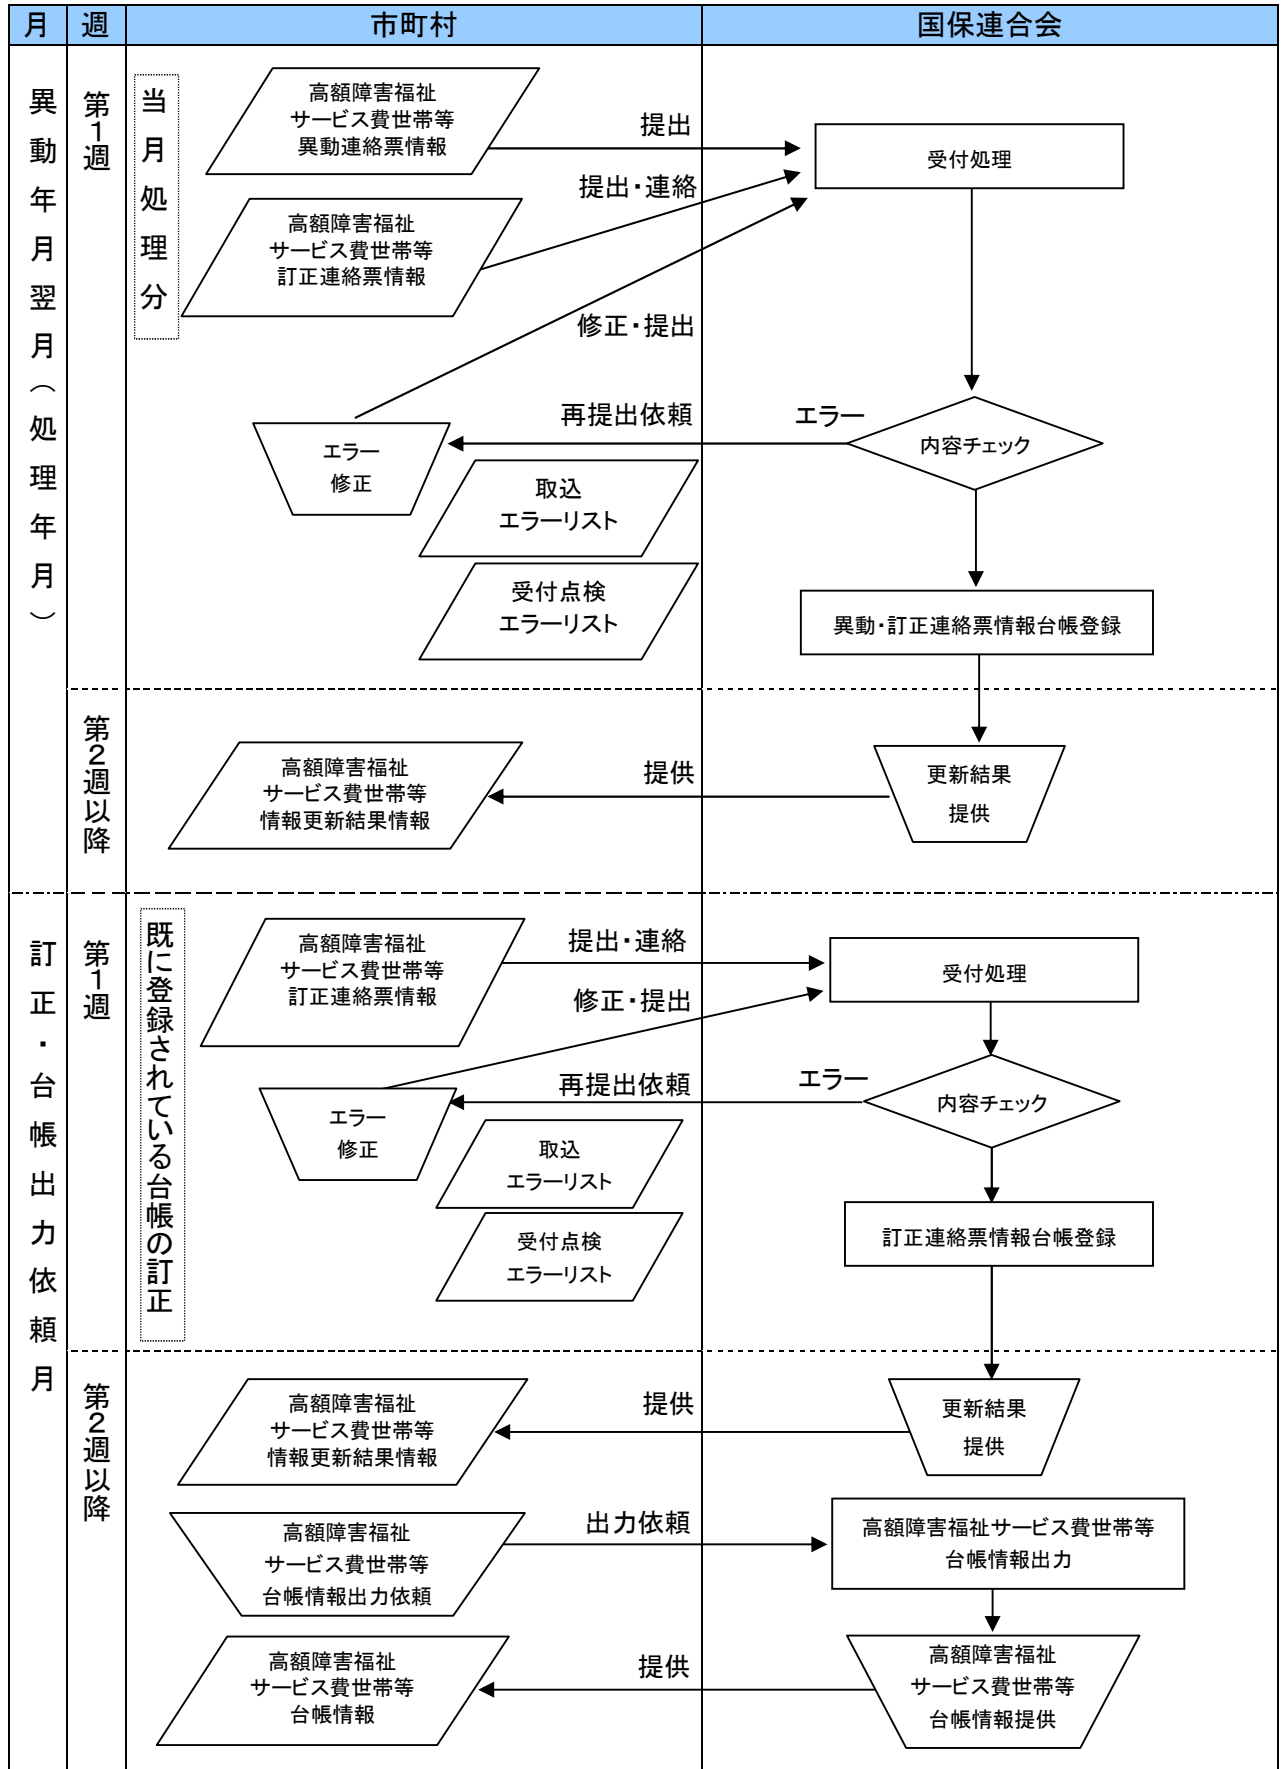 月
週
市町村
国保連合会
異動年月翌月（処理年月）
第1週
当月処理分
高額障害福祉
サービス費世帯等
異動連絡票情報
提出
受付処理
提出・連絡
高額障害福祉
サービス費世帯等
訂正連絡票情報
修正・提出
再提出依頼
エラー
内容チェック
エラー
修正
取込
エラーリスト
受付点検
エラーリスト
異動・訂正連絡票情報台帳登録
第2週以降
高額障害福祉
サービス費世帯等
情報更新結果情報
提供
更新結果
提供
訂正・台帳出力依頼月
第1週
既に登録されている台帳の訂正
高額障害福祉
サービス費世帯等
訂正連絡票情報
提出・連絡
受付処理
修正・提出
再提出依頼
エラー
内容チェック
エラー
修正
取込
エラーリスト
受付点検
エラーリスト
訂正連絡票情報台帳登録
第2週以降
高額障害福祉
サービス費世帯等
情報更新結果情報
提供
更新結果
提供
高額障害福祉
サービス費世帯等
台帳情報出力依頼
出力依頼
高額障害福祉サービス費世帯等
台帳情報出力
高額障害福祉
サービス費世帯等
台帳情報
提供
高額障害福祉
サービス費世帯等
台帳情報提供